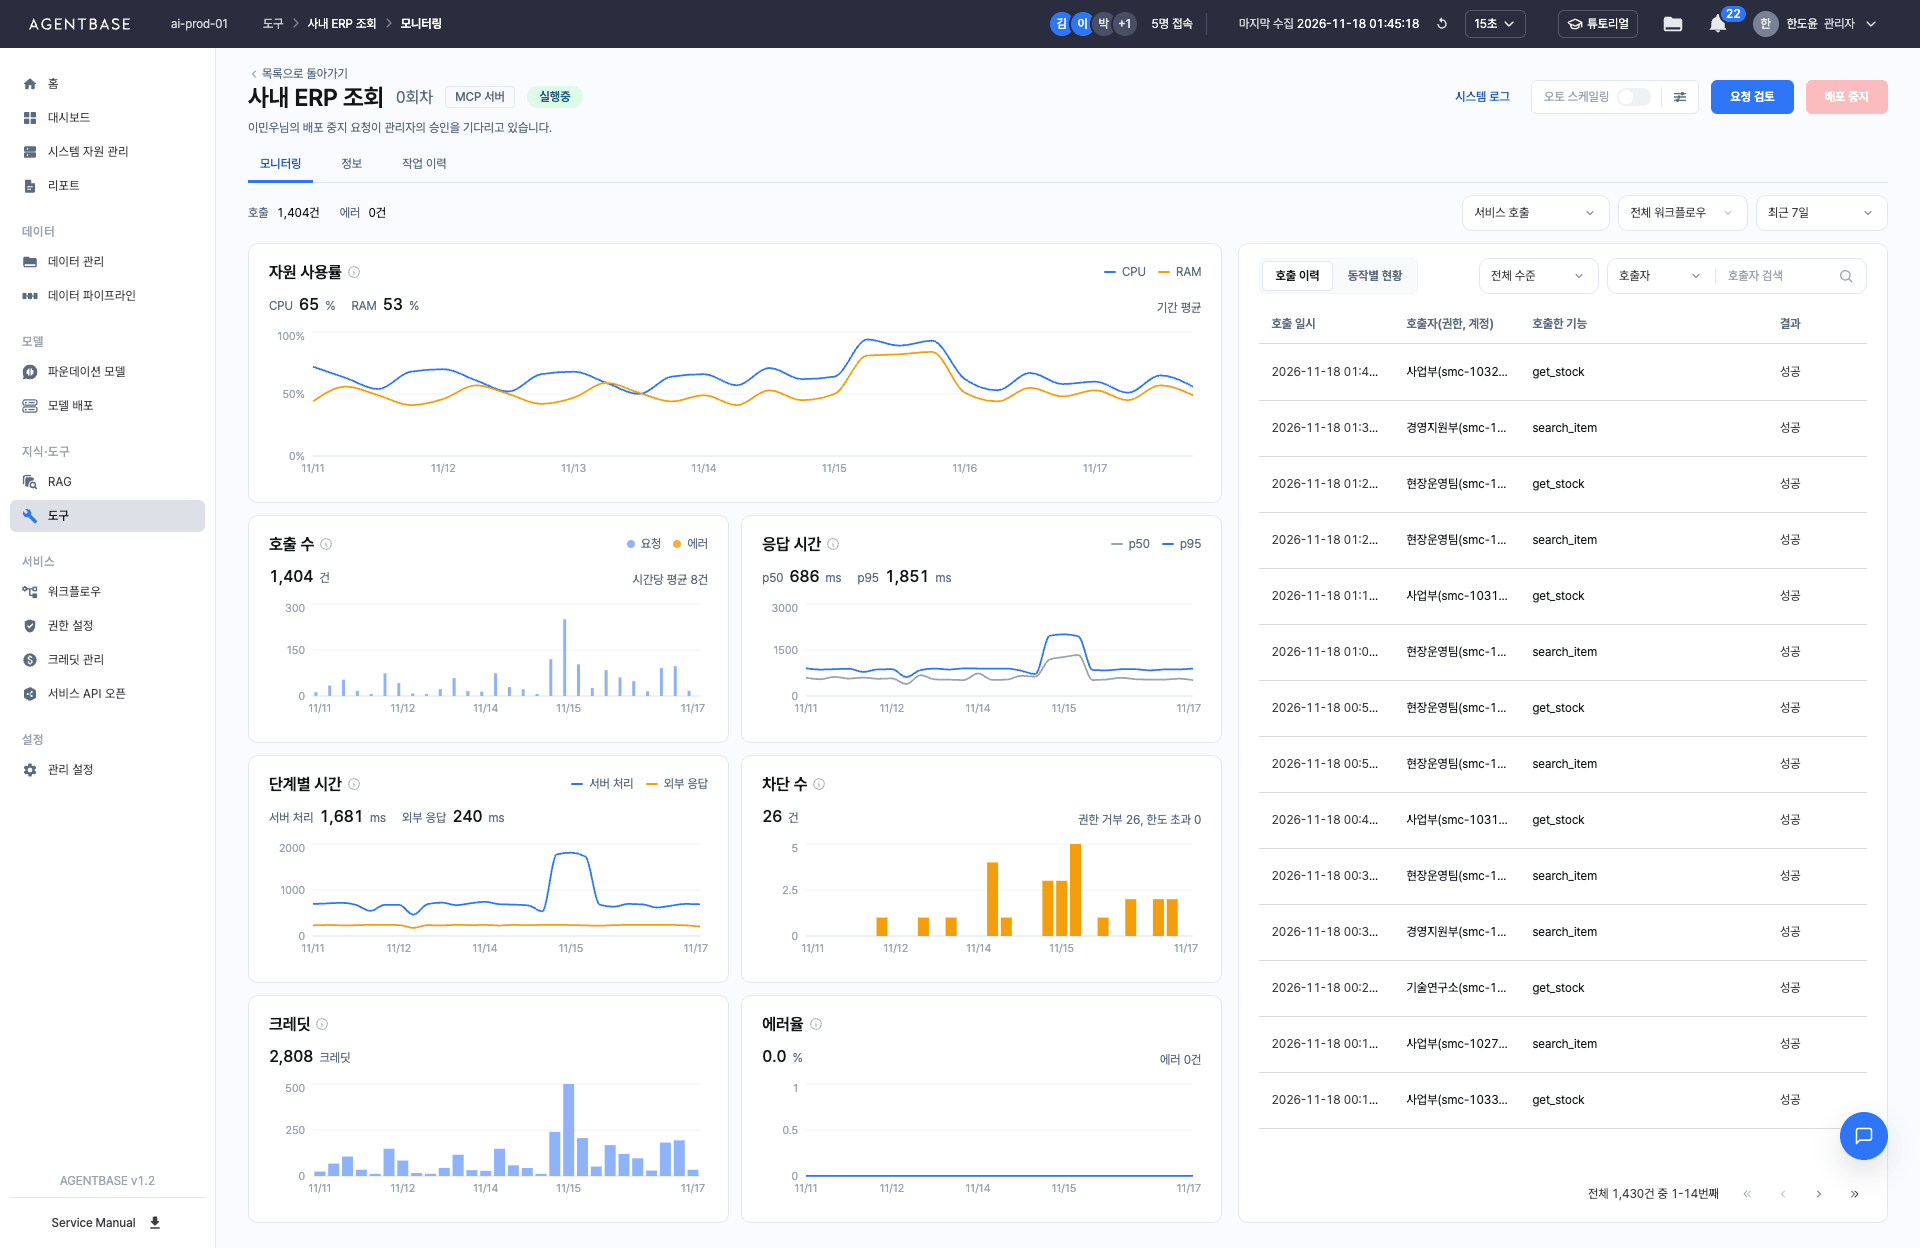 AGENTBASE
ai-prod-01
도구 > 사내 ERP 조회 > 모니터링
김 이 박 +1 5명 접속
마지막 수집 2026-11-18 01:45:18
15초
튜토리얼
22
한 한도윤 관리자
홈
대시보드
시스템 자원 관리
리포트
데이터
데이터 관리
데이터 파이프라인
모델
파운데이션 모델
모델 배포
지식·도구
RAG
도구
서비스
워크플로우
권한 설정
크레딧 관리
서비스 API 오픈
설정
관리 설정
AGENTBASE v1.2
Service Manual
목록으로 돌아가기
사내 ERP 조회 0회차 MCP 서버 실행중
이민우님의 배포 중지 요청이 관리자의 승인을 기다리고 있습니다.
시스템 로그
오토 스케일링
요청 검토
배포 중지
모니터링 정보 작업 이력
호출 1,404건 에러 0건
서비스 호출
전체 워크플로우
최근 7일
자원 사용률
CPU RAM
CPU 65 % RAM 53 %
기간 평균
100%
50%
0%
11/11 11/12 11/13 11/14 11/15 11/16 11/17
호출 수
요청 에러
1,404 건
시간당 평균 8건
300
150
0
11/11 11/12 11/14 11/15 11/17
응답 시간
p50 p95
p50 686 ms p95 1,851 ms
3000
1500
0
11/11 11/12 11/14 11/15 11/17
단계별 시간
서버 처리 외부 응답
서버 처리 1,681 ms 외부 응답 240 ms
2000
1000
0
11/11 11/12 11/14 11/15 11/17
차단 수
26 건
권한 거부 26, 한도 초과 0
5
2.5
0
11/11 11/12 11/14 11/15 11/17
크레딧
2,808 크레딧
500
250
0
11/11 11/12 11/14 11/15 11/17
에러율
0.0 %
에러 0건
1
0.5
0
11/11 11/12 11/14 11/15 11/17
호출 이력 동작별 현황
전체 수준
호출자
호출자 검색
호출 일시 호출자(권한, 계정) 호출한 기능 결과
2026-11-18 01:4... 사업부(smc-1032... get_stock 성공
2026-11-18 01:3... 경영지원부(smc-1... search_item 성공
2026-11-18 01:2... 현장운영팀(smc-1... get_stock 성공
2026-11-18 01:2... 현장운영팀(smc-1... search_item 성공
2026-11-18 01:1... 사업부(smc-1031... get_stock 성공
2026-11-18 01:0... 현장운영팀(smc-1... search_item 성공
2026-11-18 00:5... 현장운영팀(smc-1... get_stock 성공
2026-11-18 00:5... 현장운영팀(smc-1... search_item 성공
2026-11-18 00:4... 사업부(smc-1031... get_stock 성공
2026-11-18 00:3... 현장운영팀(smc-1... search_item 성공
2026-11-18 00:3... 경영지원부(smc-1... search_item 성공
2026-11-18 00:2... 기술연구소(smc-1... get_stock 성공
2026-11-18 00:1... 사업부(smc-1027... search_item 성공
2026-11-18 00:1... 사업부(smc-1033... get_stock 성공
전체 1,430건 중 1-14번째